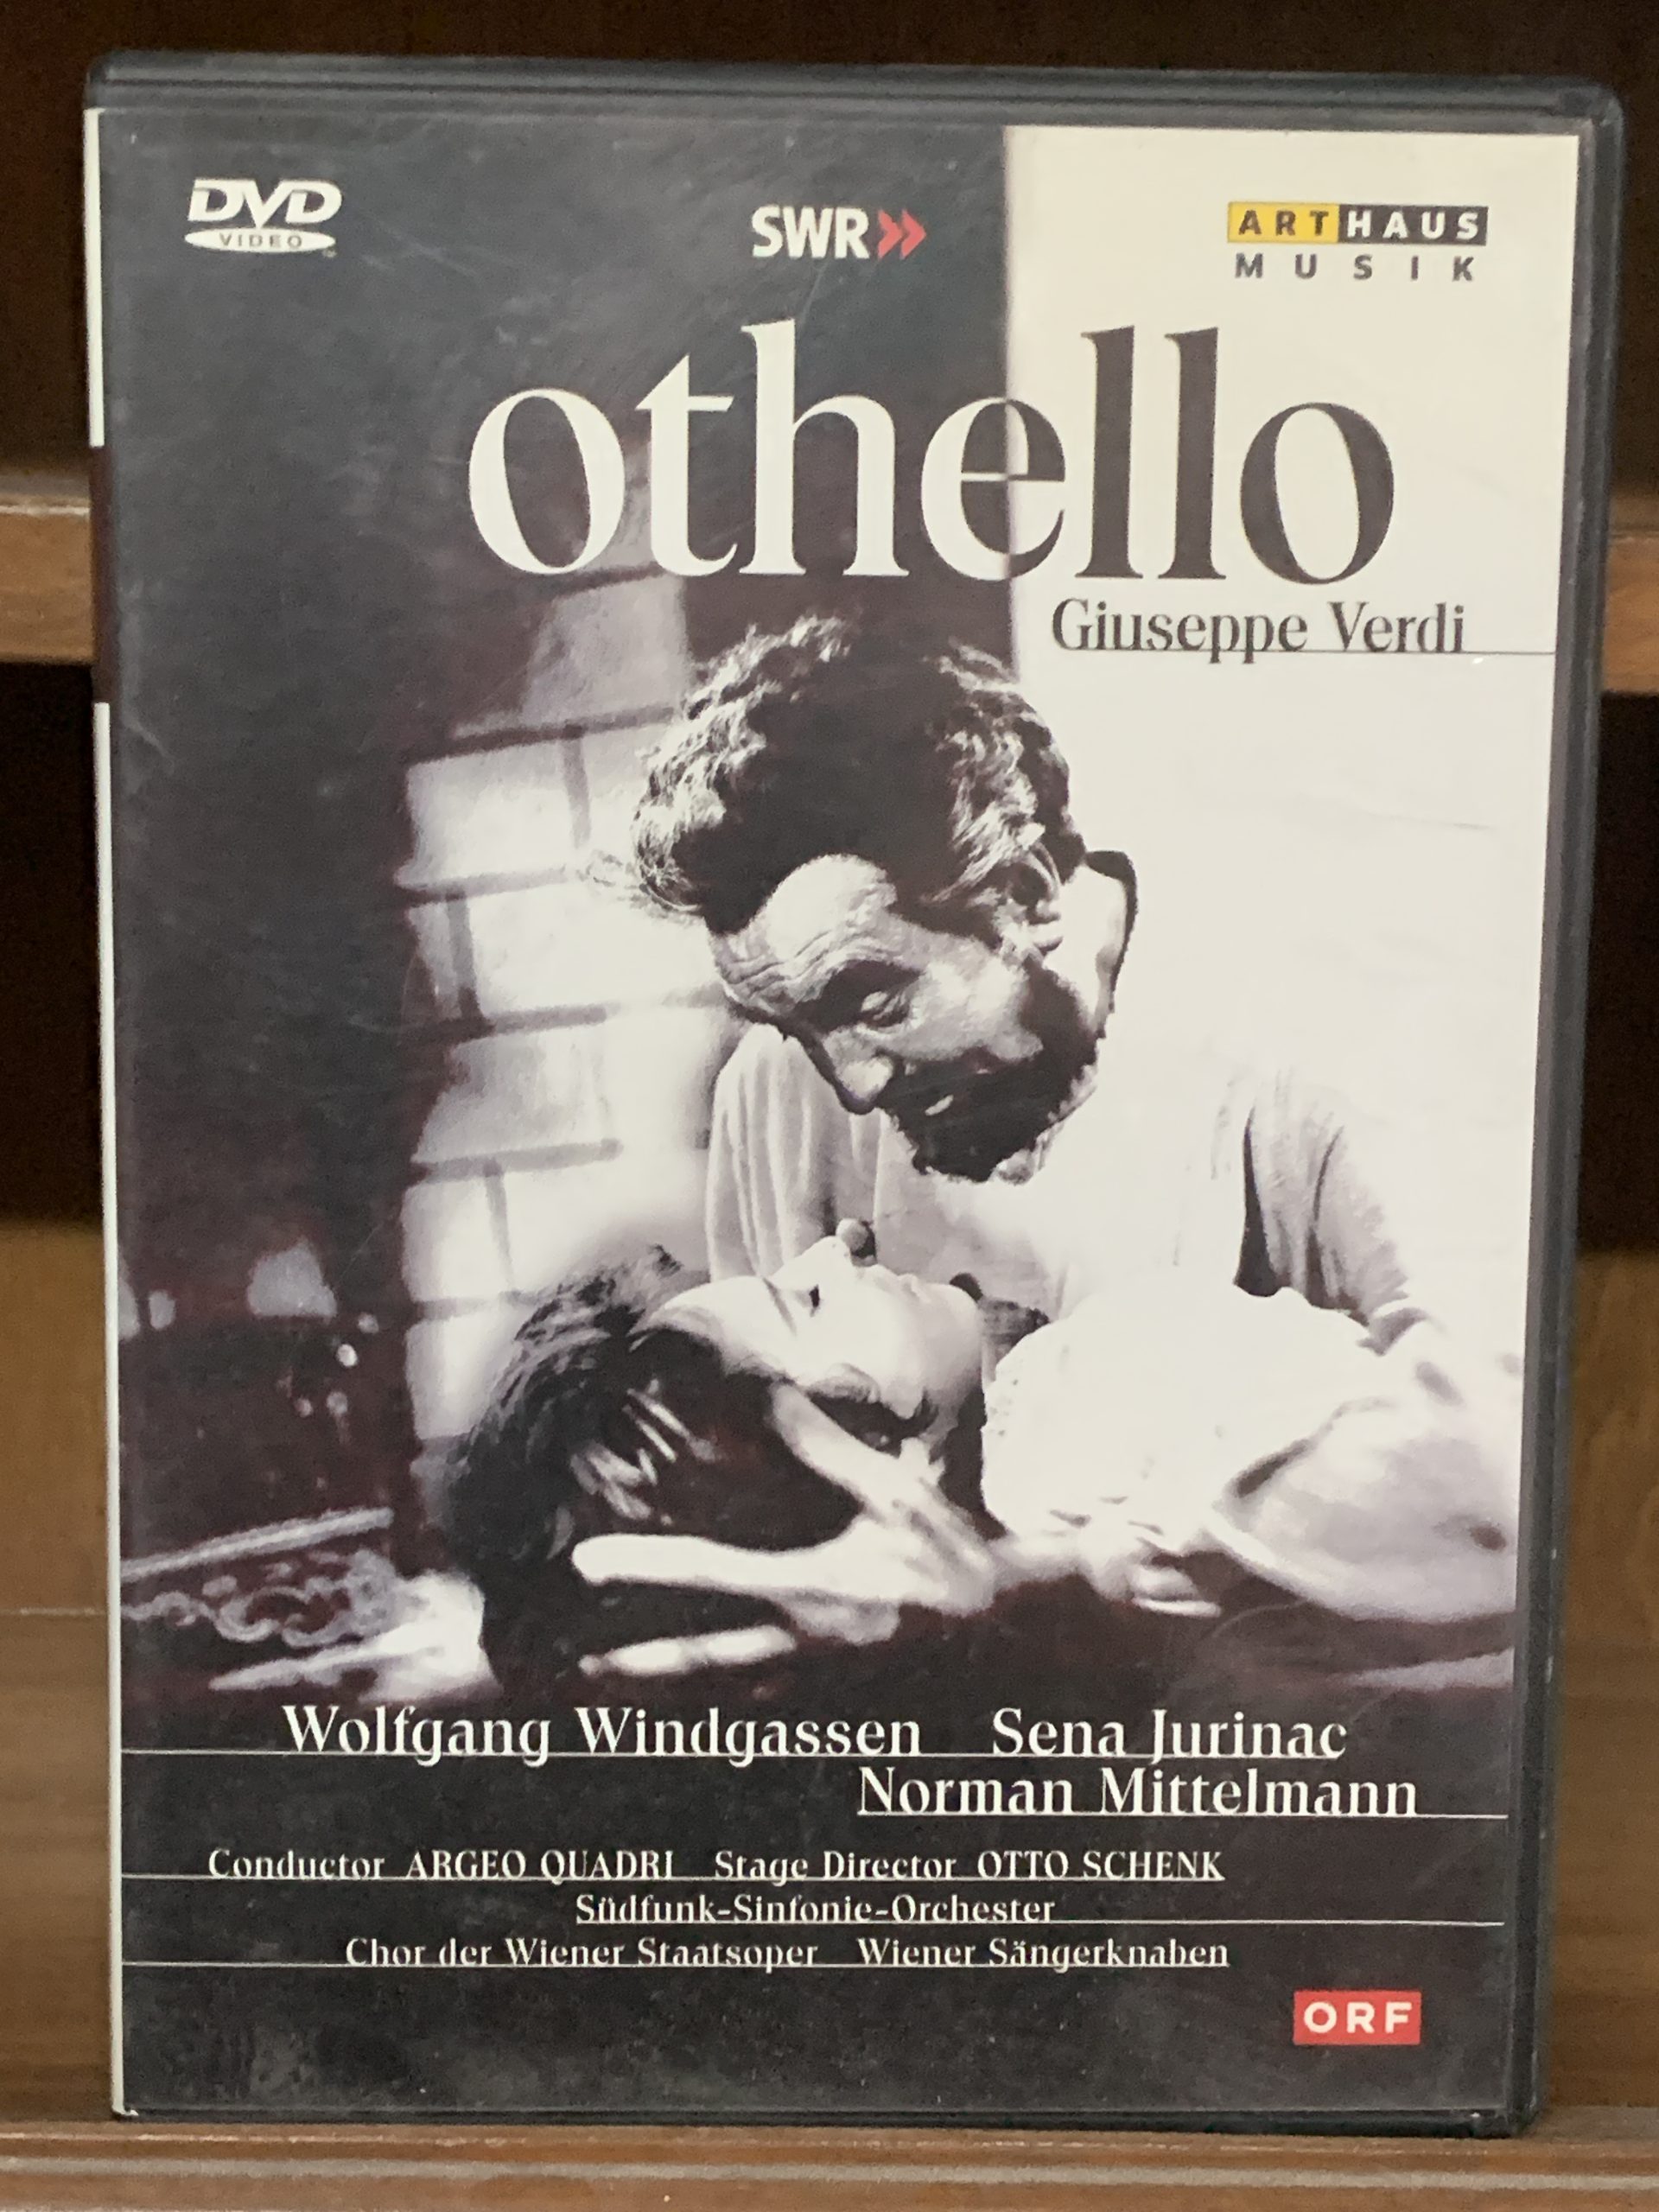 DVD
VIDEO
SWR
ARTHAUS
MUSIK
othello
Giuseppe Verdi
Wolfgang Windgassen Sena Jurinac
Norman Mittelmann
Conductor ARGEO QUADRI Stage Director OTTO SCHENK
Südfunk-Sinfonie-Orchester
Chor der Wiener Staatsoper Wiener Sängerknaben
ORF